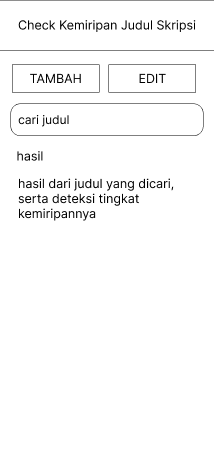 Check Kemiripan Judul Skripsi
TAMBAH
EDIT
cari judul
hasil
hasil dari judul yang dicari,
serta deteksi tingkat
kemiripannya